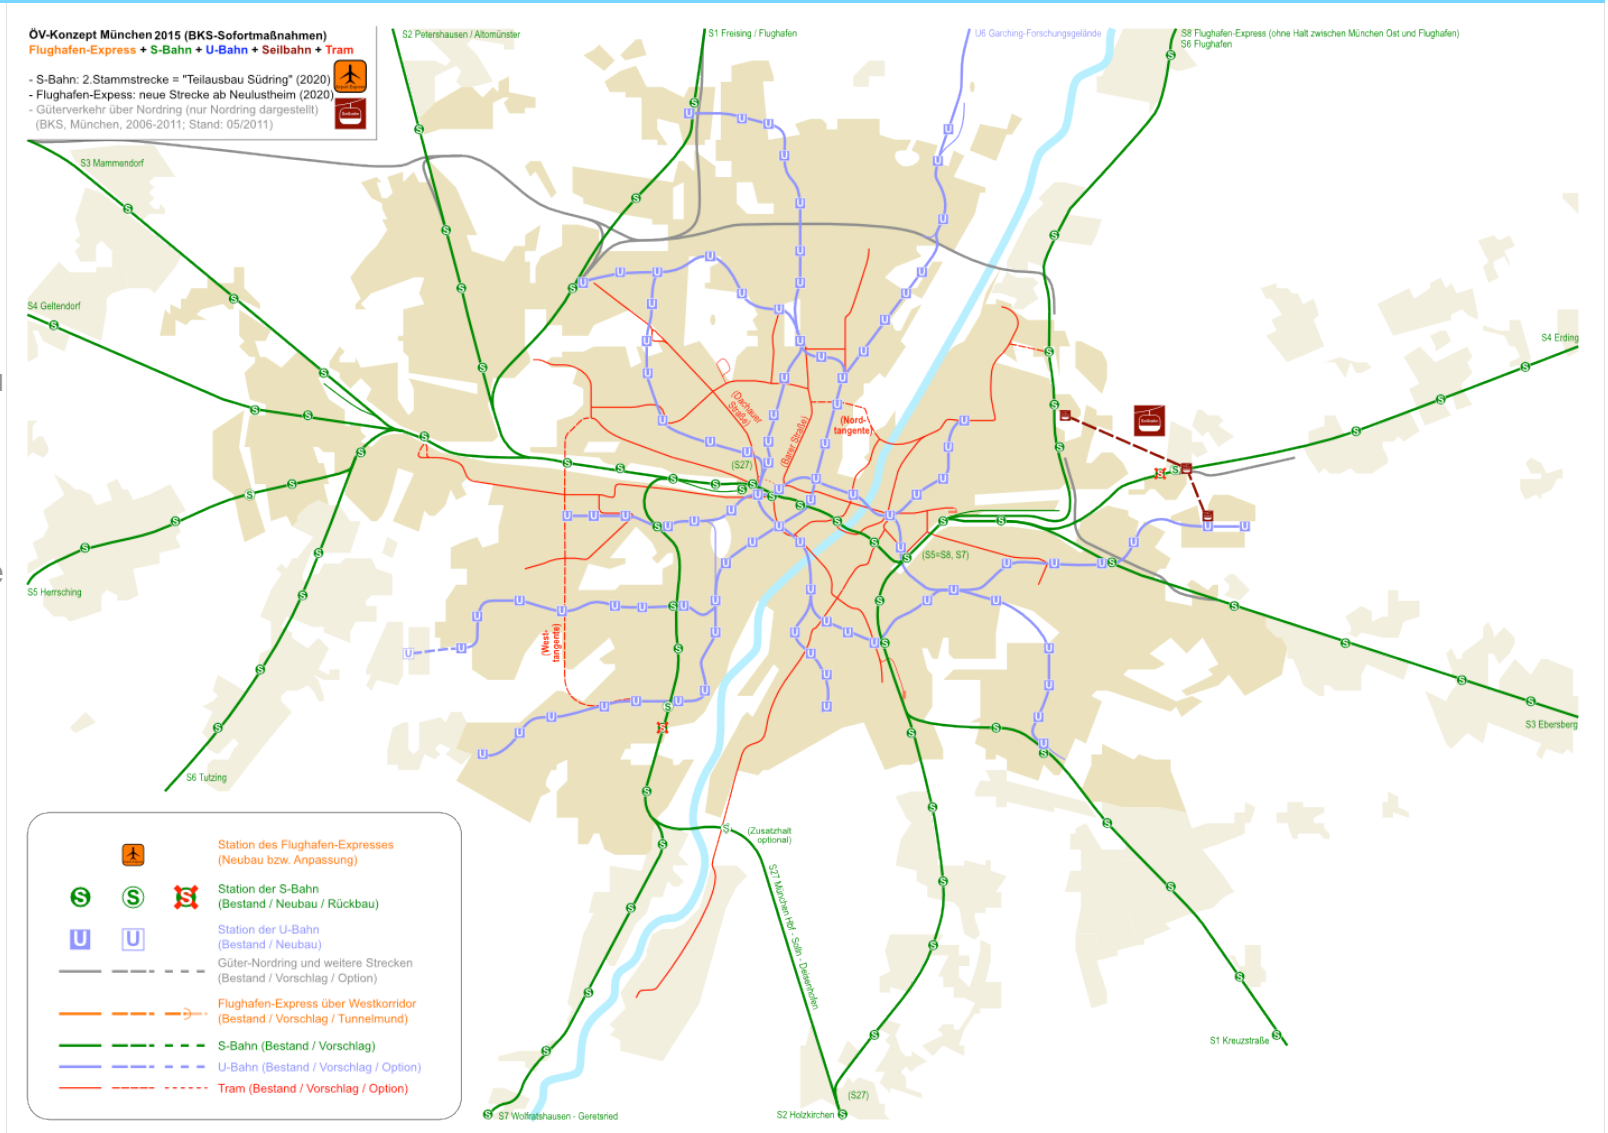 ÖV-Konzept München 2015 (BKS-Sofortmaßnahmen)
Flughafen-Express + S-Bahn + U-Bahn + Seilbahn + Tram
- S-Bahn: 2.Stammstrecke = "Teilausbau Südring" (2020)
- Flughafen-Expess: neue Strecke ab Neulustheim (2020)
- Güterverkehr über Nordring (nur Nordring dargestellt)
(BKS, München, 2006-2011; Stand: 05/2011)
S2 Petershausen / Altomünster
S1 Freising / Flughafen
U6 Garching-Forschungsgelände
S8 Flughafen-Express (ohne Halt zwischen München Ost und Flughafen)
S6 Flughafen
S3 Mammendorf
S4 Geltendorf
S4 Erding
(Dachauer
Straße)
(Barer Straße)
(Nord-
tangente)
(S27)
(S5=S8, S7)
S5 Herrsching
(West-
tangente)
S3 Ebersberg
S6 Tutzing
(Zusatzhalt
optional)
S27 München Hbf - Solln - Deisenhofen
S1 Kreuzstraße
(S27)
S2 Holzkirchen
S7 Wolfratshausen - Geretsried
Station des Flughafen-Expresses
(Neubau bzw. Anpassung)
Station der S-Bahn
(Bestand / Neubau / Rückbau)
Station der U-Bahn
(Bestand / Neubau)
Güter-Nordring und weitere Strecken
(Bestand / Vorschlag / Option)
Flughafen-Express über Westkorridor
(Bestand / Vorschlag / Tunnelmund)
S-Bahn (Bestand / Vorschlag)
U-Bahn (Bestand / Vorschlag / Option)
Tram (Bestand / Vorschlag / Option)